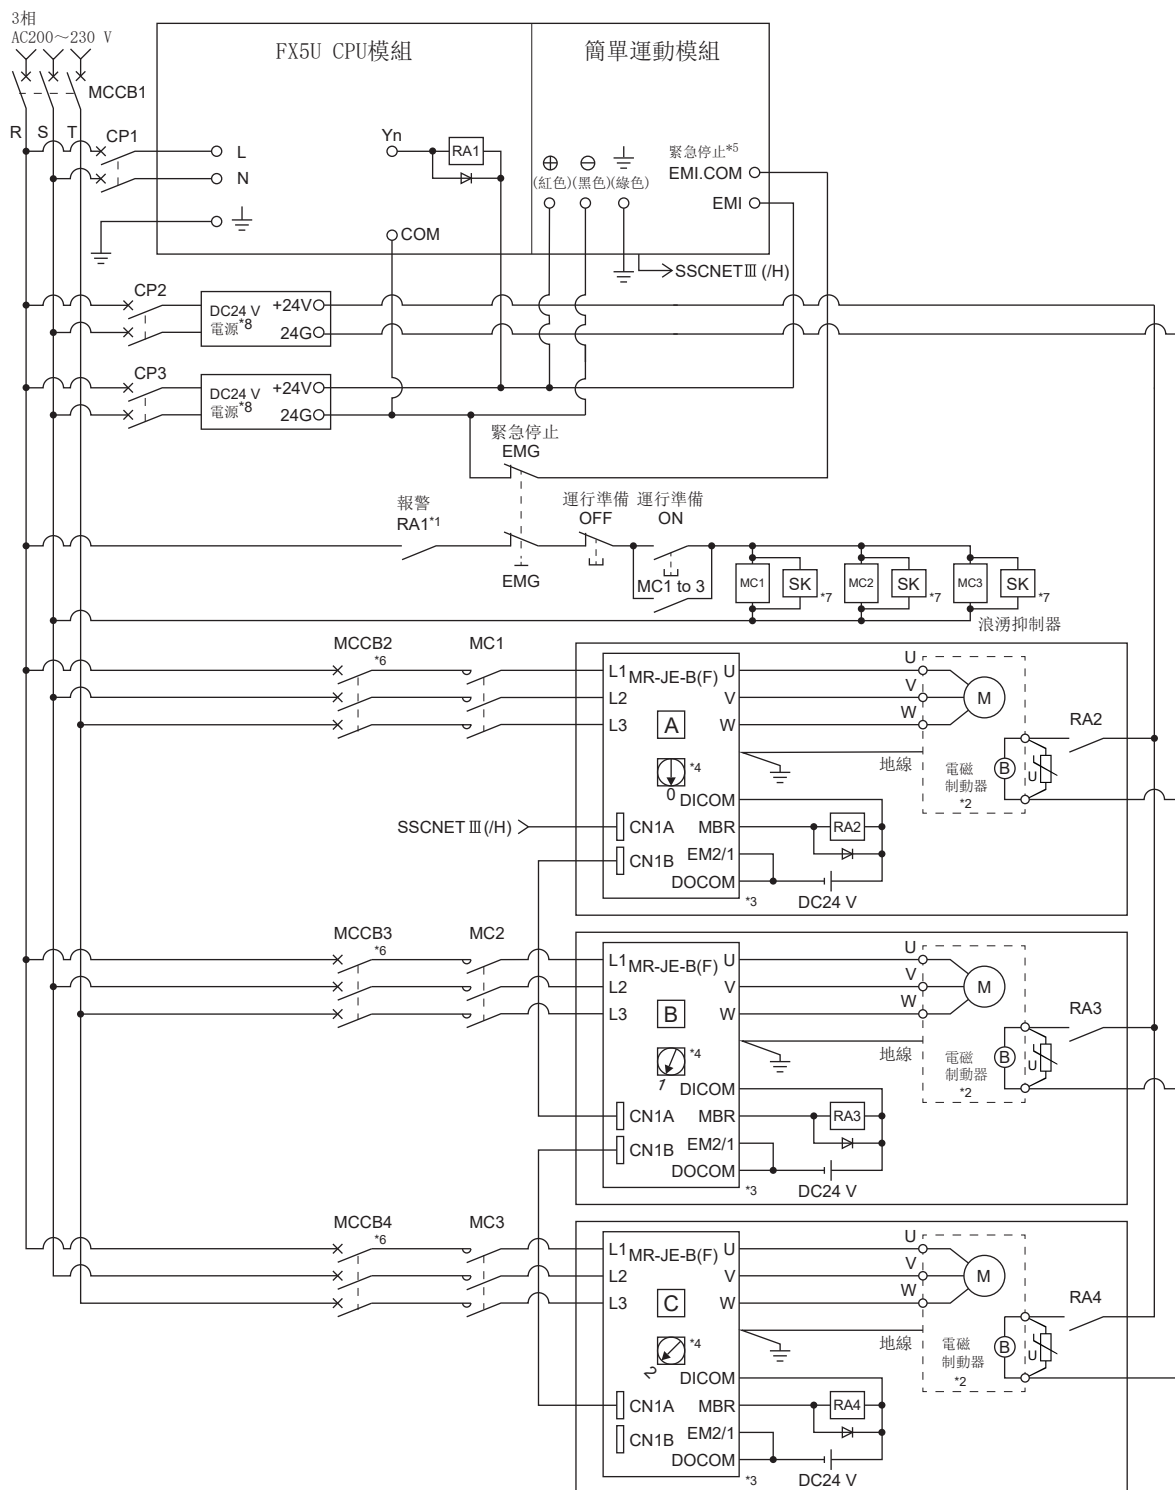 3相
AC200～230 V
MCCB1
R S T
FX5U CPU模組
簡單運動模組
CP1
L
N
Yn
RA1
COM
(紅色)(黑色)(綠色)
緊急停止*5
EMI.COM
EMI
SSCNETⅢ(/H)
CP2
DC24 V
電源*8
+24V
24G
CP3
DC24 V
電源*8
+24V
24G
緊急停止
EMG
報警
RA1*1
EMG
運行準備
OFF
運行準備
ON
MC1 to 3
MC1
SK
*7
MC2
SK
*7
MC3
SK
*7
浪湧抑制器
MCCB2
*6
MC1
L1
L2
L3
MR-JE-B(F)
A
*4
0
U
V
W
U
V
W
M
地線
電磁
制動器
*2
B
U
RA2
SSCNETⅢ(/H)
CN1A
CN1B
DICOM
MBR
EM2/1
DOCOM
*3
RA2
DC24 V
MCCB3
*6
MC2
L1
L2
L3
MR-JE-B(F)
B
*4
1
U
V
W
U
V
W
M
地線
電磁
制動器
*2
B
U
RA3
CN1A
CN1B
DICOM
MBR
EM2/1
DOCOM
*3
RA3
DC24 V
MCCB4
*6
MC3
L1
L2
L3
MR-JE-B(F)
C
*4
2
U
V
W
U
V
W
M
地線
電磁
制動器
*2
B
U
RA4
CN1A
CN1B
DICOM
MBR
EM2/1
DOCOM
*3
RA4
DC24 V